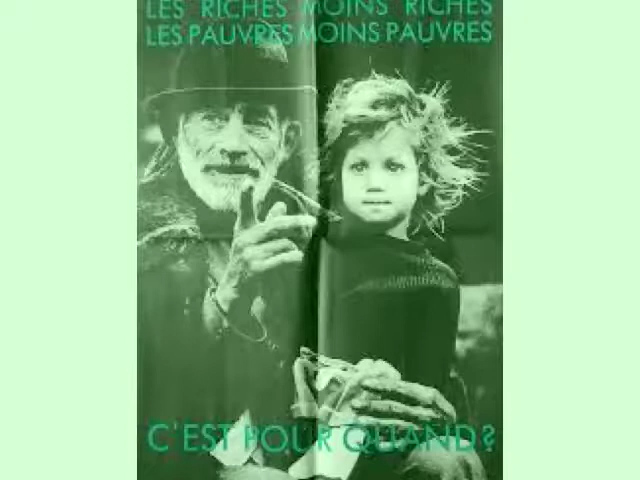 LES RICHES MOINS RICHES
LES PAUVRES MOINS PAUVRES
C'EST POUR QUAND?